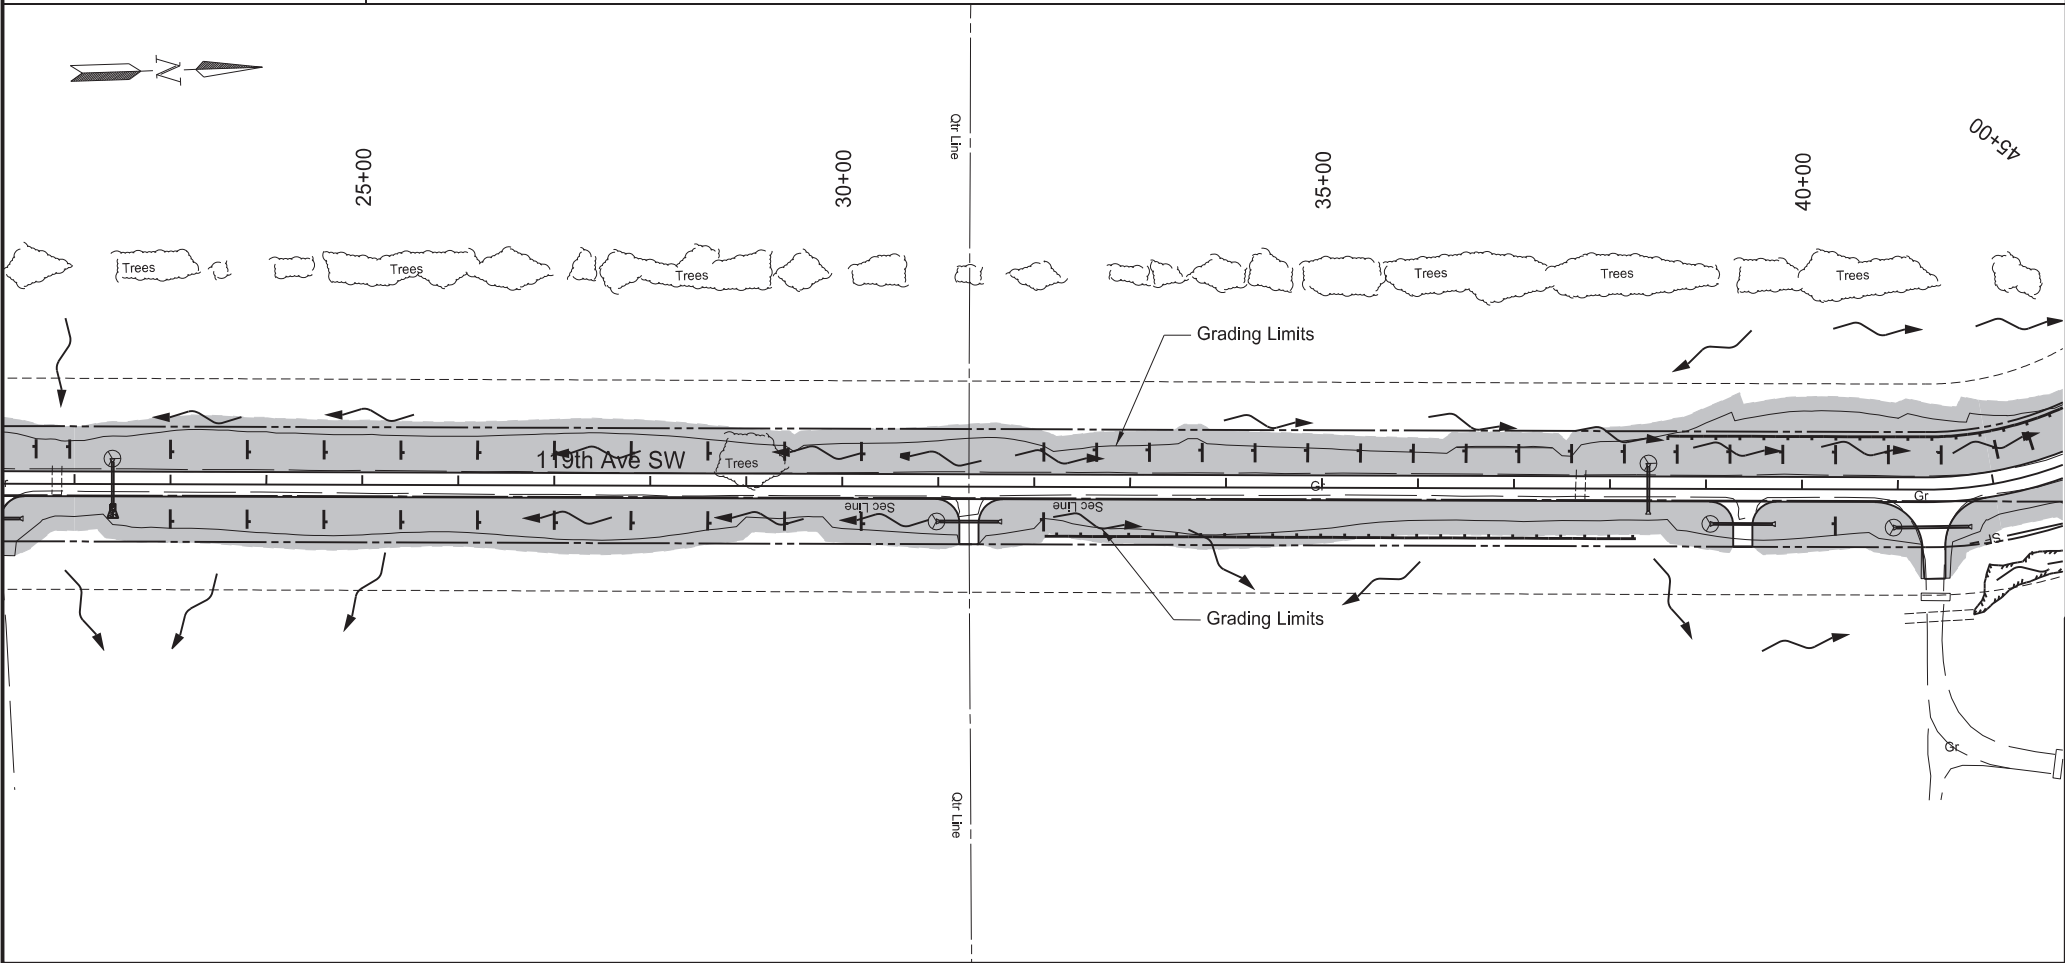 N
Qtr Line
25+00
30+00
35+00
40+00
45+00
Trees
Trees
Trees
Trees
Trees
Trees
Grading Limits
119th Ave SW
Trees
Gr
Gr
Sec Line
Sec Line
SF
Grading Limits
Gr
Qtr Line